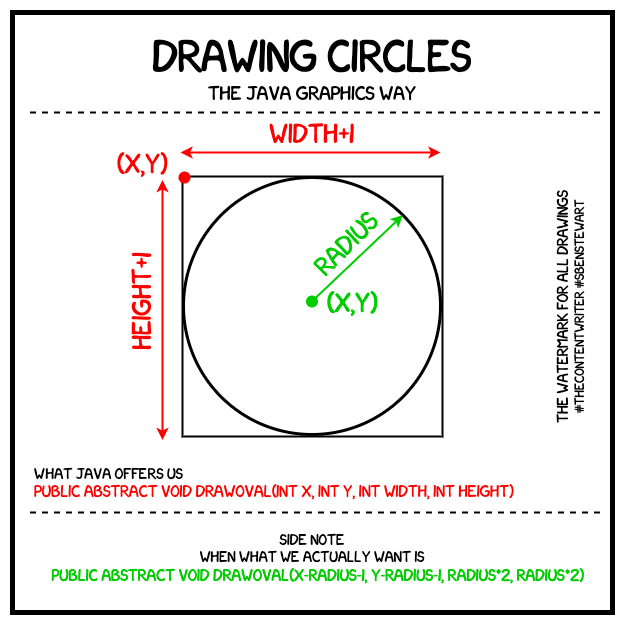 DRAWING CIRCLES
THE JAVA GRAPHICS WAY
WIDTH+1
(X,Y)
HEIGHT+1
RADIUS
(X,Y)
THE WATERMARK FOR ALL DRAWINGS
#THECONTENTWRITER #SBENSTEWART
WHAT JAVA OFFERS US
PUBLIC ABSTRACT VOID DRAWOVAL(INT X, INT Y, INT WIDTH, INT HEIGHT)
SIDE NOTE
WHEN WHAT WE ACTUALLY WANT IS
PUBLIC ABSTRACT VOID DRAWOVAL(X-RADIUS-1, Y-RADIUS-1, RADIUS*2, RADIUS*2)